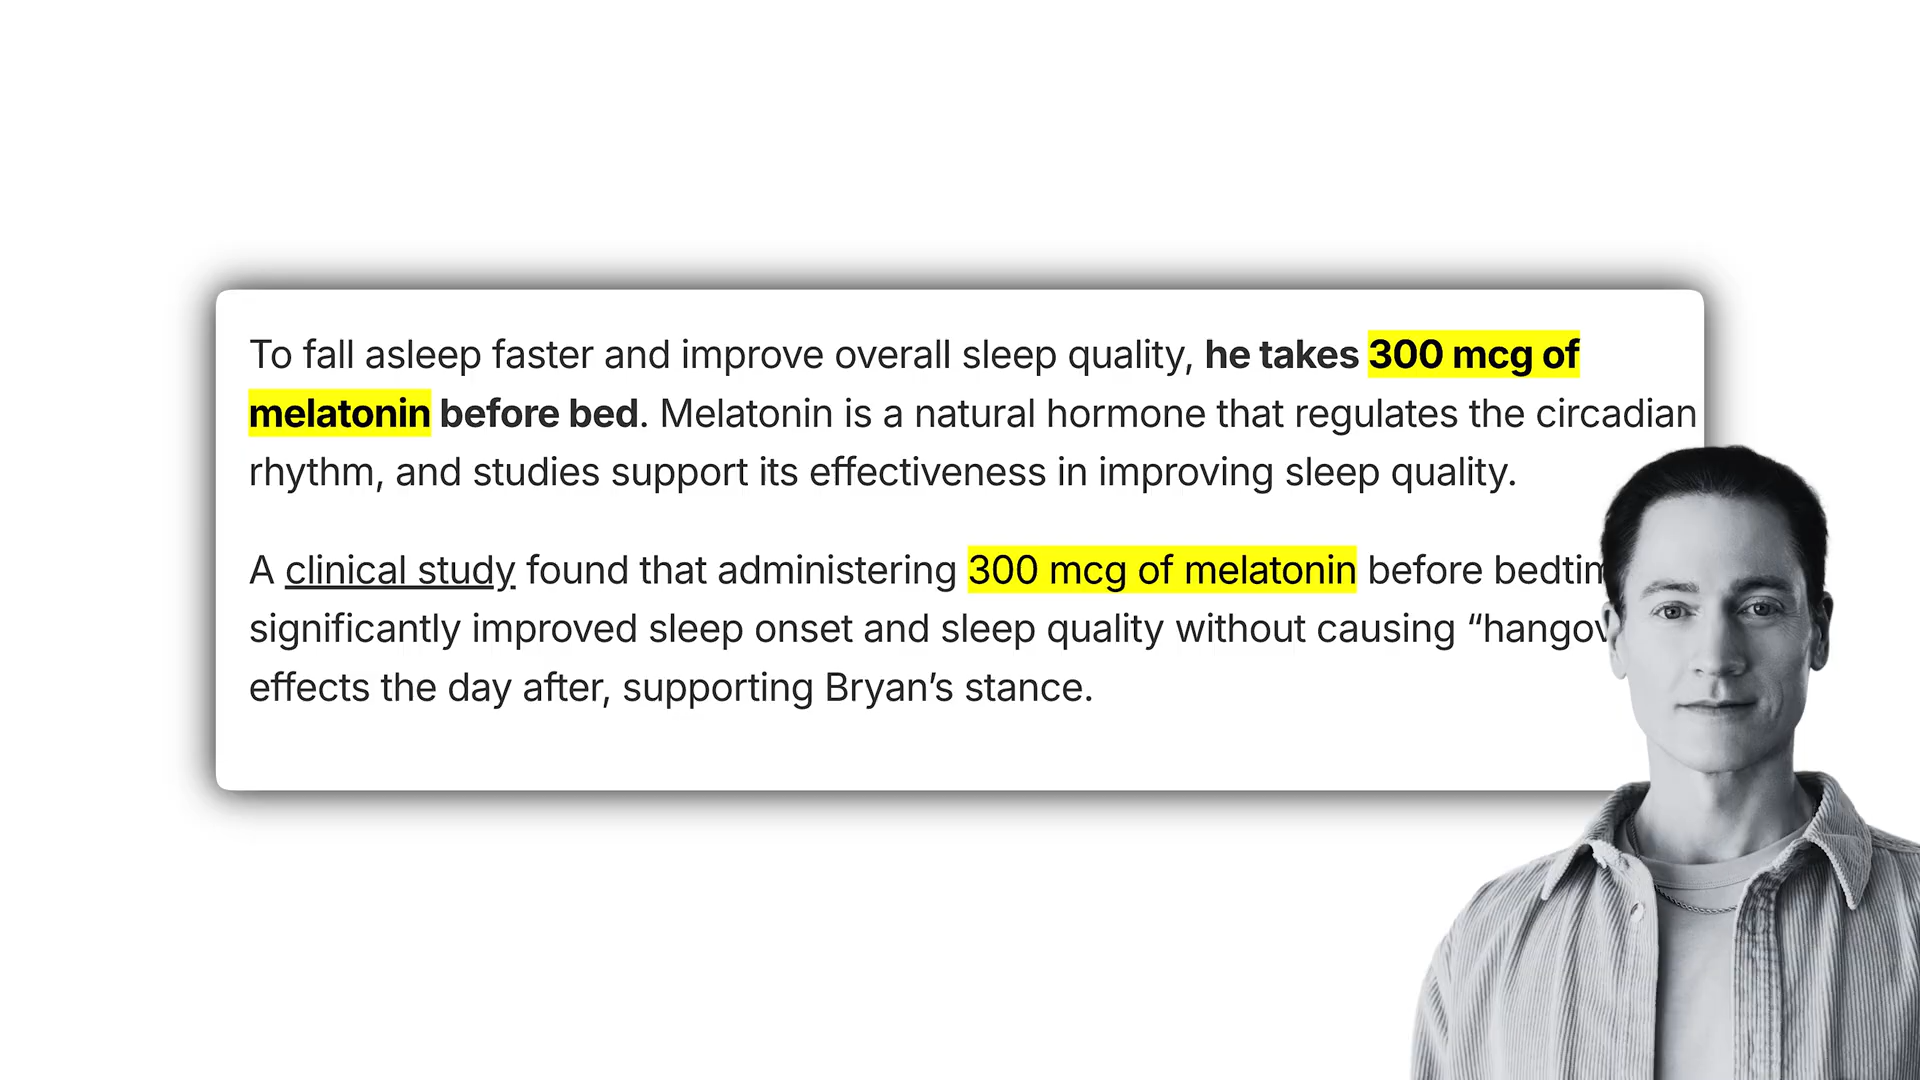 To fall asleep faster and improve overall sleep quality, he takes 300 mcg of
melatonin before bed. Melatonin is a natural hormone that regulates the circadian
rhythm, and studies support its effectiveness in improving sleep quality.
A clinical study found that administering 300 mcg of melatonin before
significantly improved sleep onset and sleep quality without causing
effects the day after, supporting Bryan’s stance.